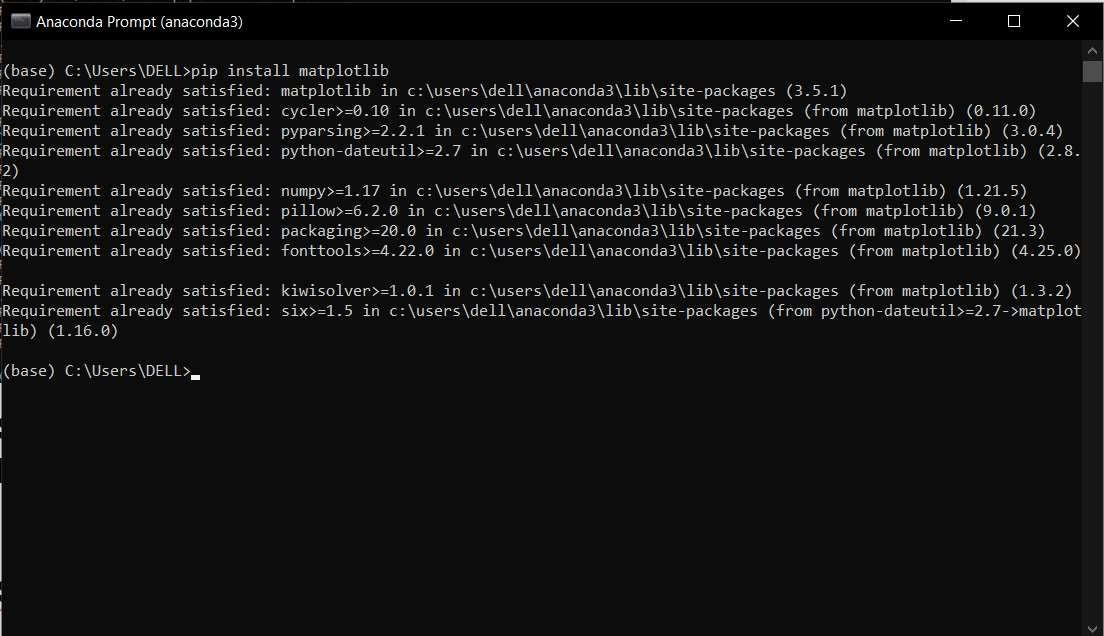 Anaconda Prompt (anaconda3)
(base) C:\Users\DELL>pip install matplotlib
Requirement already satisfied: matplotlib in c:\users\dell\anaconda3\lib\site-packages (3.5.1)
Requirement already satisfied: cycler>=0.10 in c:\users\dell\anaconda3\lib\site-packages (from matplotlib) (0.11.0)
Requirement already satisfied: pyparsing>=2.2.1 in c:\users\dell\anaconda3\lib\site-packages (from matplotlib) (3.0.4)
Requirement already satisfied: python-dateutil>=2.7 in c:\users\dell\anaconda3\lib\site-packages (from matplotlib) (2.8.
2)
Requirement already satisfied: numpy>=1.17 in c:\users\dell\anaconda3\lib\site-packages (from matplotlib) (1.21.5)
Requirement already satisfied: pillow>=6.2.0 in c:\users\dell\anaconda3\lib\site-packages (from matplotlib) (9.0.1)
Requirement already satisfied: packaging>=20.0 in c:\users\dell\anaconda3\lib\site-packages (from matplotlib) (21.3)
Requirement already satisfied: fonttools>=4.22.0 in c:\users\dell\anaconda3\lib\site-packages (from matplotlib) (4.25.0)
Requirement already satisfied: kiwisolver>=1.0.1 in c:\users\dell\anaconda3\lib\site-packages (from matplotlib) (1.3.2)
Requirement already satisfied: six>=1.5 in c:\users\dell\anaconda3\lib\site-packages (from python-dateutil>=2.7->matplot
lib) (1.16.0)
(base) C:\Users\DELL>